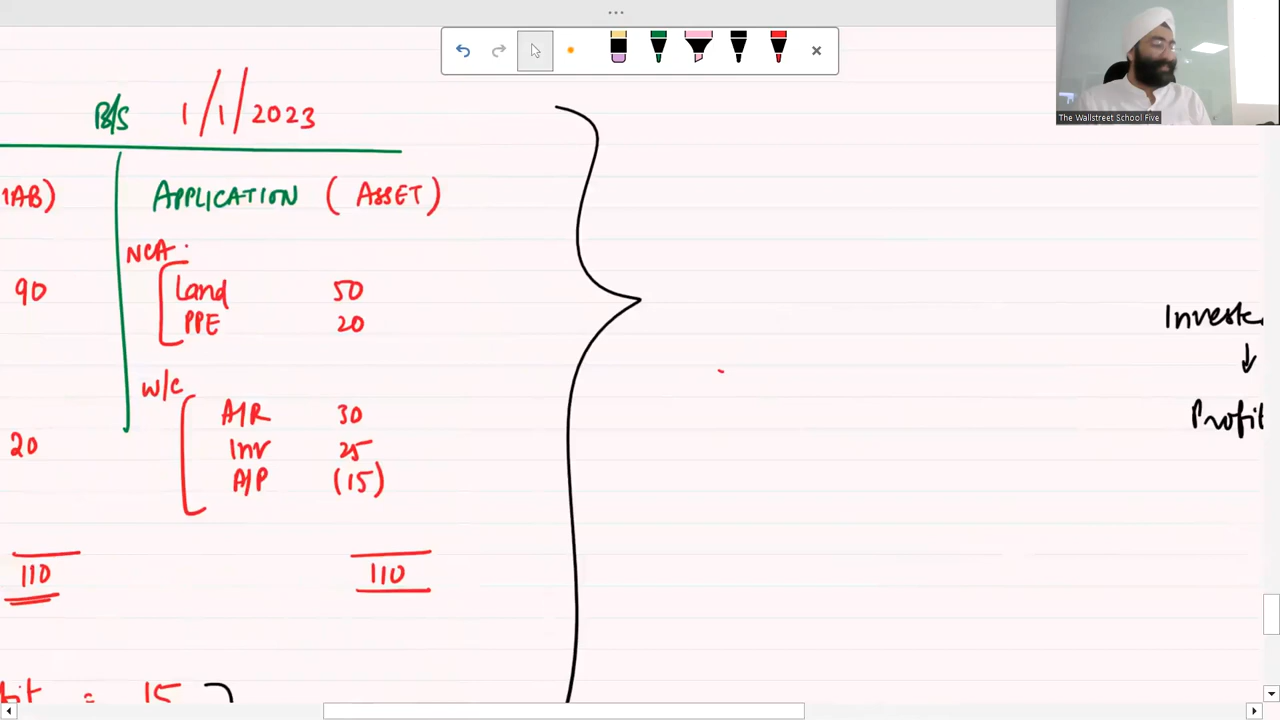 The Wallstreet School Five
B/S 1/1/2023
IAB) APPLICATION (ASSET)
NCA.
90 Land 50
PPE 20
W/C
A/R 30
20 Inv 25
A/P (15)
110 110
= 15
Investe
↓
Profit